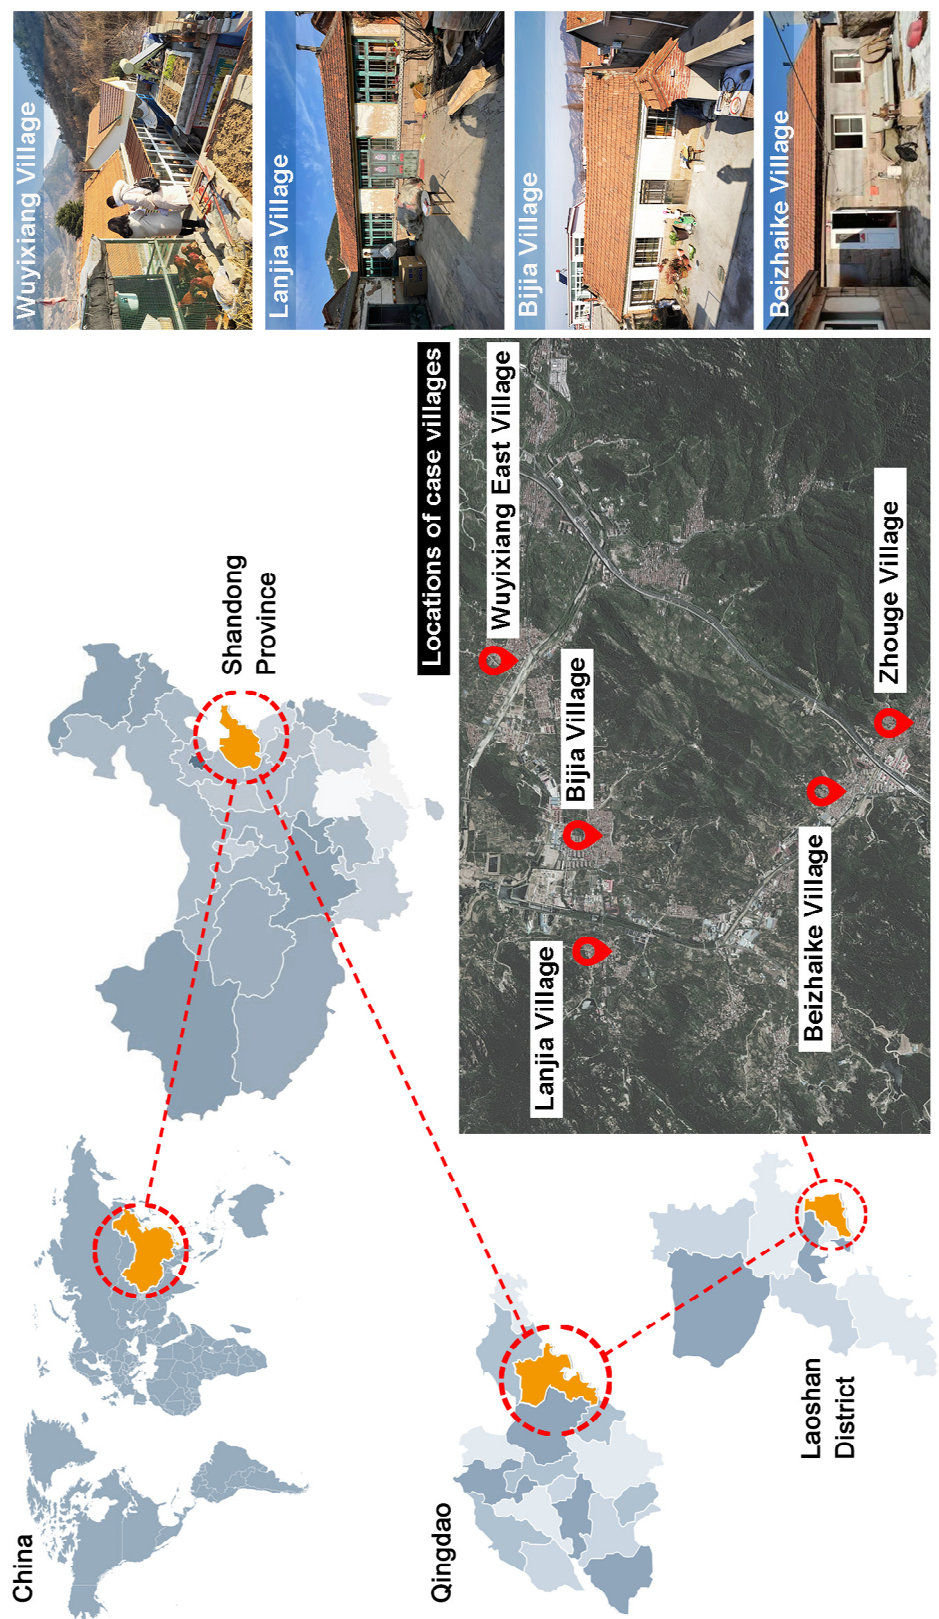 China
Shandong
Province
Qingdao
Laoshan
District
Locations of case villages
Wuyixiang East Village
Bijia Village
Lanjia Village
Beizhaike Village
Zhouge Village
Wuyixiang Village
Lanjia Village
Bijia Village
Beizhaike Village